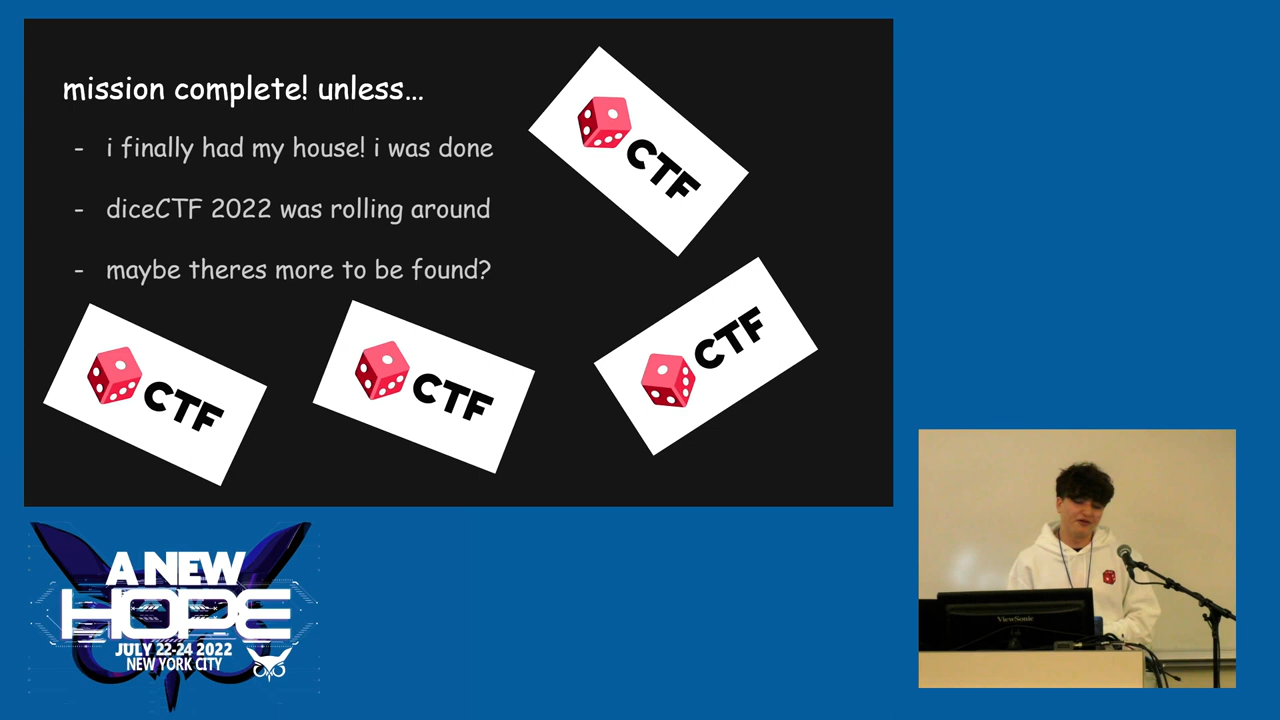 mission complete! unless...
- i finally had my house! i was done
- diceCTF 2022 was rolling around
- maybe theres more to be found?
CTF
CTF
CTF
CTF
A NEW
HOPE
JULY 22-24 2022
NEW YORK CITY
ViewSonic